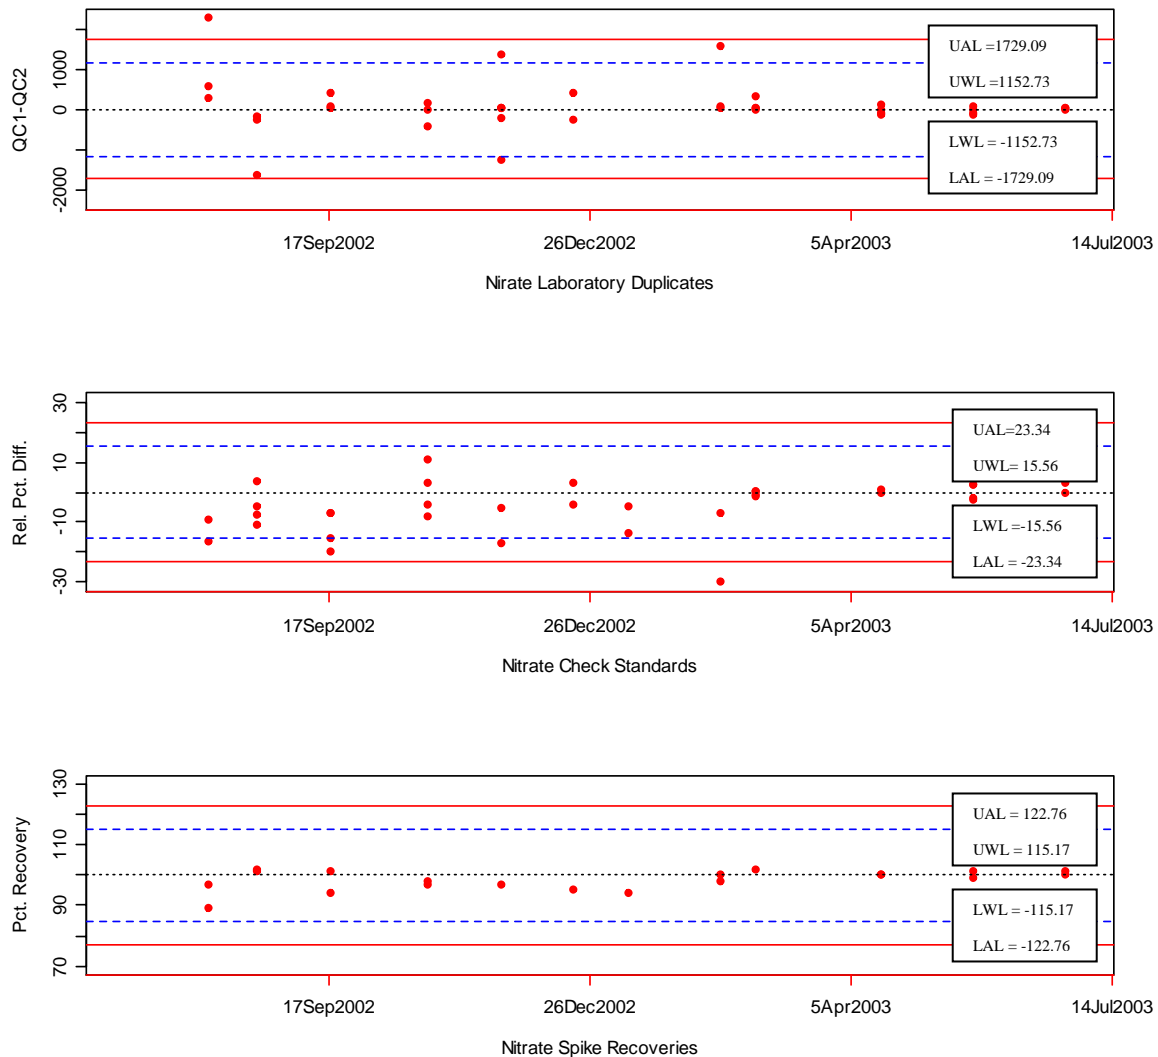 QC1-QC2
1000
0
-2000
UAL =1729.09
UWL =1152.73
LWL = -1152.73
LAL = -1729.09
17Sep2002 26Dec2002 5Apr2003 14Jul2003
Nirate Laboratory Duplicates
Rel. Pct. Diff.
30
10
-10
-30
UAL=23.34
UWL= 15.56
LWL =-15.56
LAL = -23.34
17Sep2002 26Dec2002 5Apr2003 14Jul2003
Nitrate Check Standards
Pct. Recovery
130
110
90
70
UAL = 122.76
UWL = 115.17
LWL = -115.17
LAL = -122.76
17Sep2002 26Dec2002 5Apr2003 14Jul2003
Nitrate Spike Recoveries